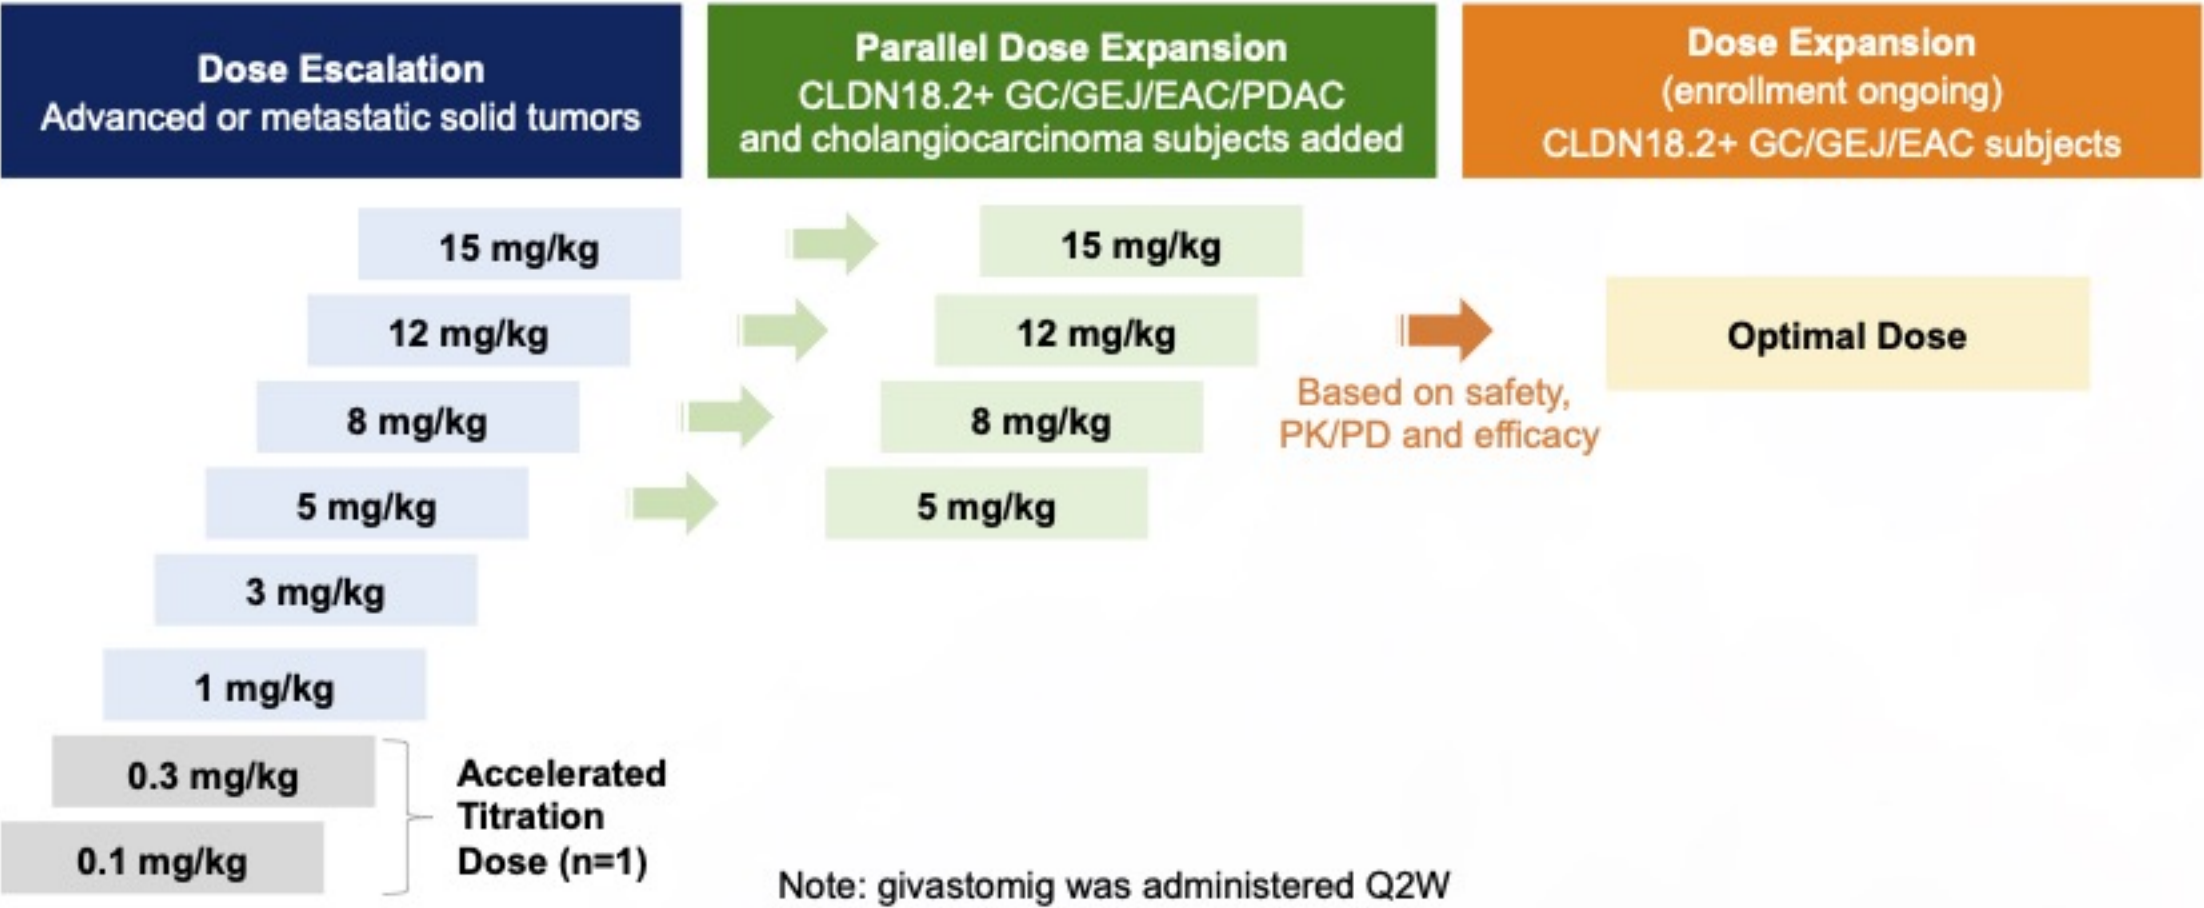 Dose Escalation
Advanced or metastatic solid tumors
Parallel Dose Expansion
CLDN18.2+ GC/GEJ/EAC/PDAC
and cholangiocarcinoma subjects added
Dose Expansion
(enrollment ongoing)
CLDN18.2+ GC/GEJ/EAC subjects
15 mg/kg
12 mg/kg
8 mg/kg
5 mg/kg
3 mg/kg
1 mg/kg
0.3 mg/kg
0.1 mg/kg
Accelerated
Titration
Dose (n=1)
15 mg/kg
12 mg/kg
8 mg/kg
5 mg/kg
Based on safety,
PK/PD and efficacy
Optimal Dose
Note: givastomig was administered Q2W